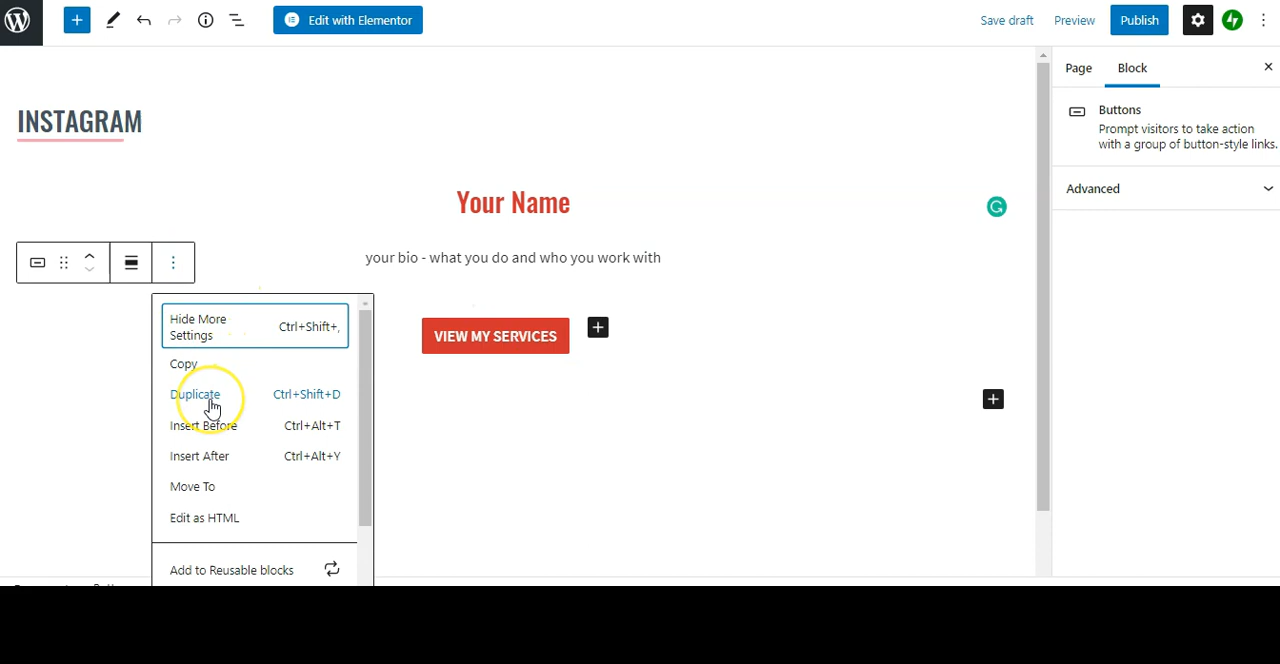 Edit with Elementor
Save draft
Preview
Publish
INSTAGRAM
Page
Block
Buttons
Prompt visitors to take action
with a group of button-style links.
Advanced
Your Name
your bio - what you do and who you work with
VIEW MY SERVICES
Hide More
Settings
Ctrl+Shift+,
Copy
Duplicate
Ctrl+Shift+D
Insert Before
Ctrl+Alt+T
Insert After
Ctrl+Alt+Y
Move To
Edit as HTML
Add to Reusable blocks